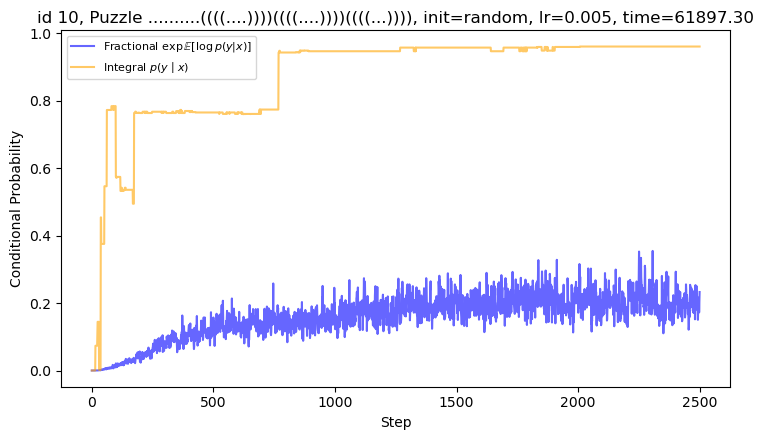 id 10, Puzzle ..........((((....))))((((....))))((((...)))), init=random, lr=0.005, time=61897.30
Fractional exp𝔼[log p(y|x)]
Integral p(y | x)
Conditional Probability
1.0
0.8
0.6
0.4
0.2
0.0
0 500 1000 1500 2000 2500
Step